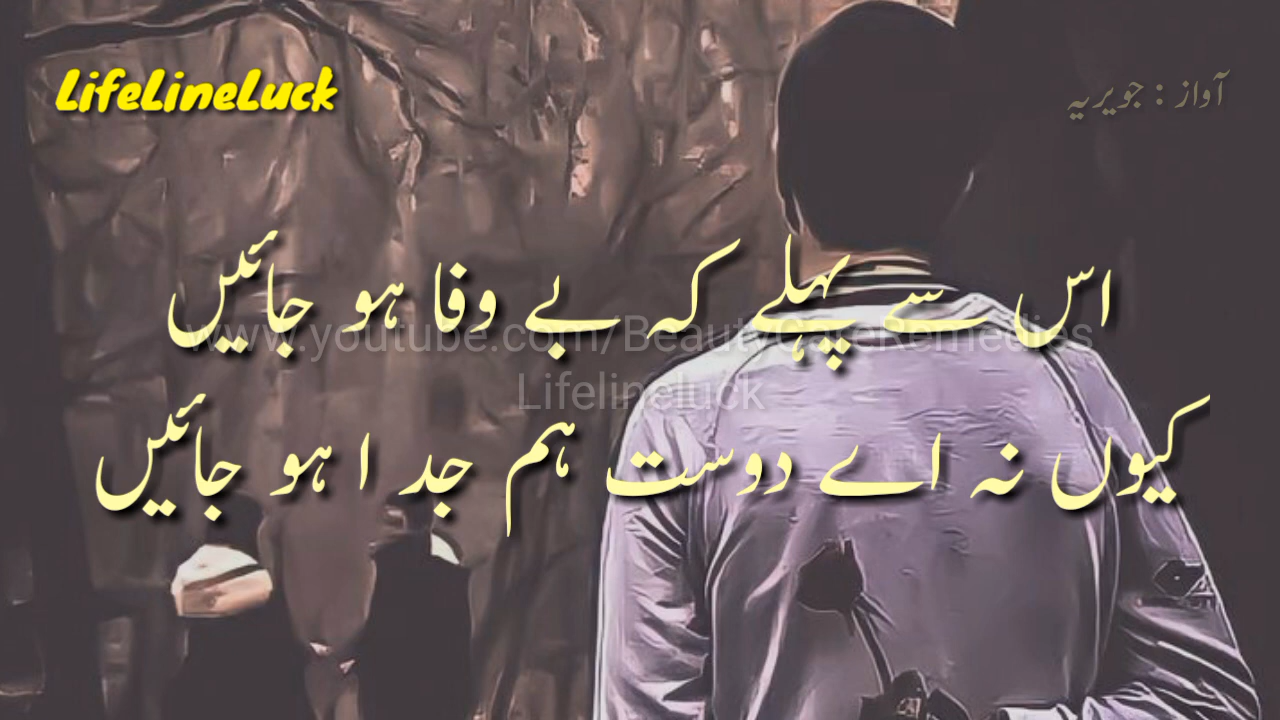 LifeLineLuck
آواز : جویریہ
اس سے پہلے کہ بے وفا ہو جائیں
www.youtube.com/BeautyCareRemedies
Lifelineluck
کیوں نہ اے دوست ہم جدا ہو جائیں